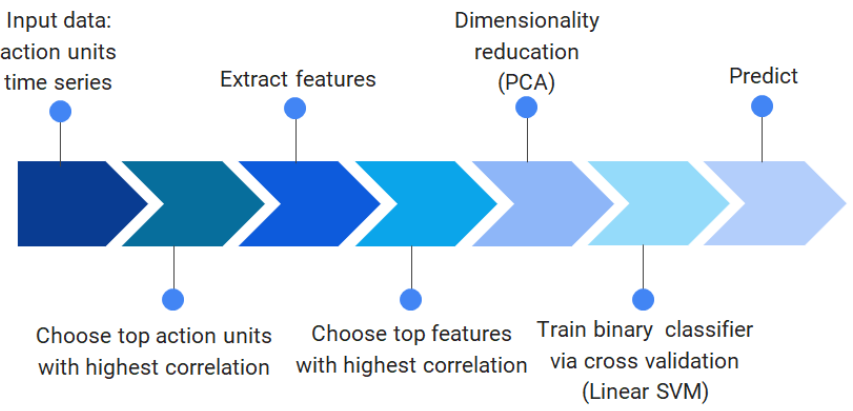 Input data:
action units
time series
Choose top action units
with highest correlation
Extract features
Choose top features
with highest correlation
Dimensionality
reducation
(PCA)
Train binary classifier
via cross validation
(Linear SVM)
Predict